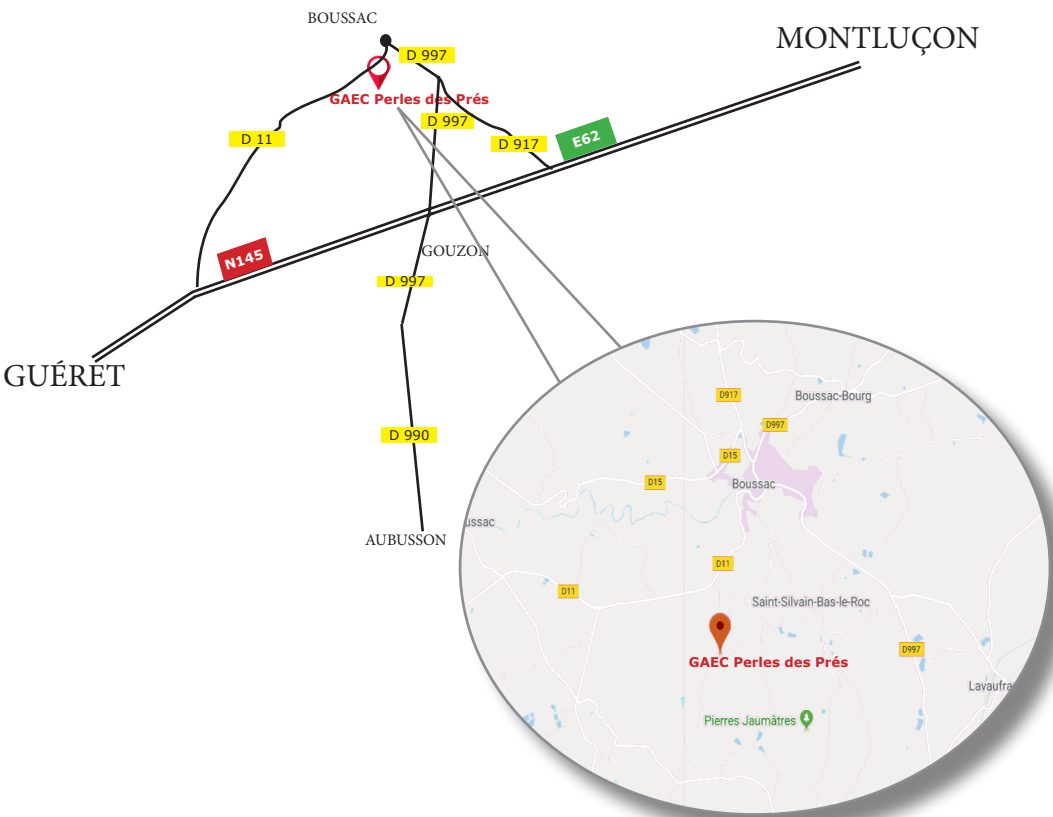 BOUSSAC
MONTLUÇON
D 997
GAEC Perles des Prés
D 997
D 11
D 917
E62
GOUZON
N145
D 997
GUÉRET
D 990
AUBUSSON
D917
Boussac-Bourg
D997
D15
D15
Boussac
ussac
D11
D11
Saint-Silvain-Bas-le-Roc
D997
GAEC Perles des Prés
Lavaufra
Pierres Jaumâtres